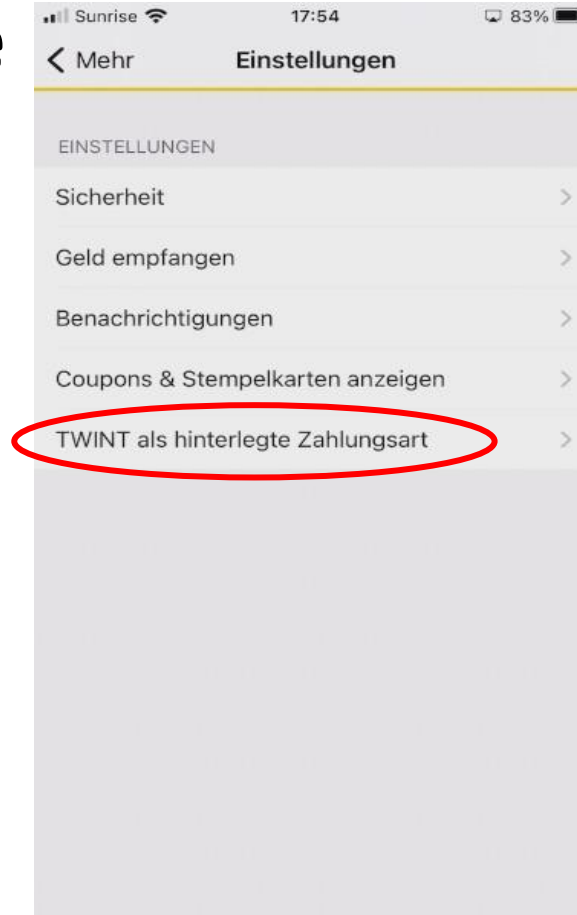 Sunrise 17:54 83%
Mehr Einstellungen
EINSTELLUNGEN
Sicherheit
Geld empfangen
Benachrichtigungen
Coupons & Stempelkarten anzeigen
TWINT als hinterlegte Zahlungsart